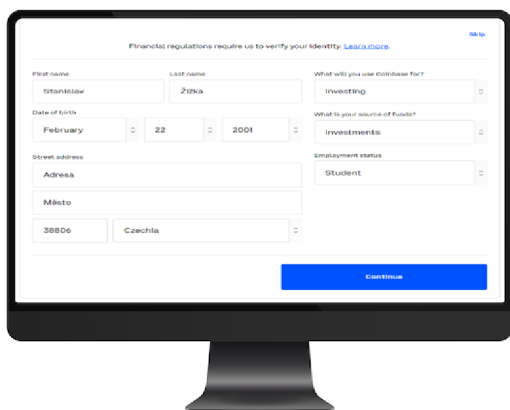 Skip
Financial regulations require us to verify your identity. Learn more.
First name
Last name
Stanislav
Žižka
Date of birth
February
22
2001
Street address
Adresa
Město
38806
Czechia
What will you use Coinbase for?
Investing
What is your source of funds?
Investments
Employment status
Student
Continue